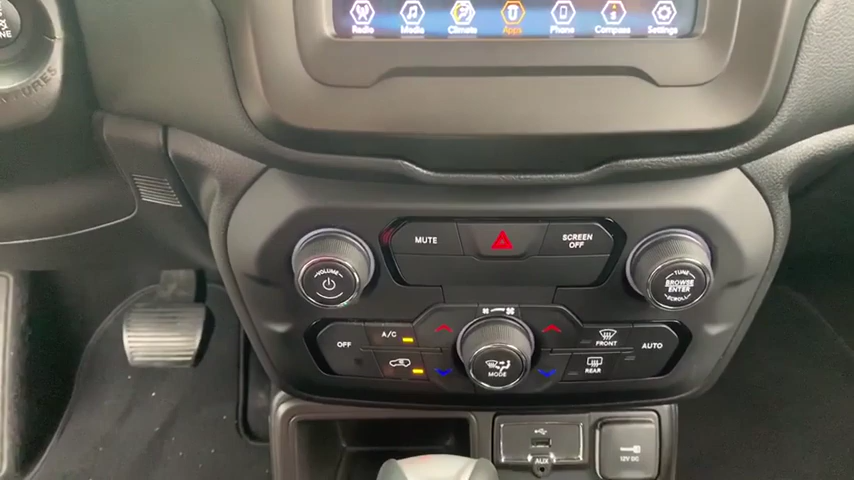 Radio Media Climate Apps Phone Compass Settings
MUTE
SCREEN
OFF
VOLUME
TUNE
BROWSE
ENTER
SCROLL
OFF
A/C
MODE
FRONT
REAR
AUTO
AUX
12V DC